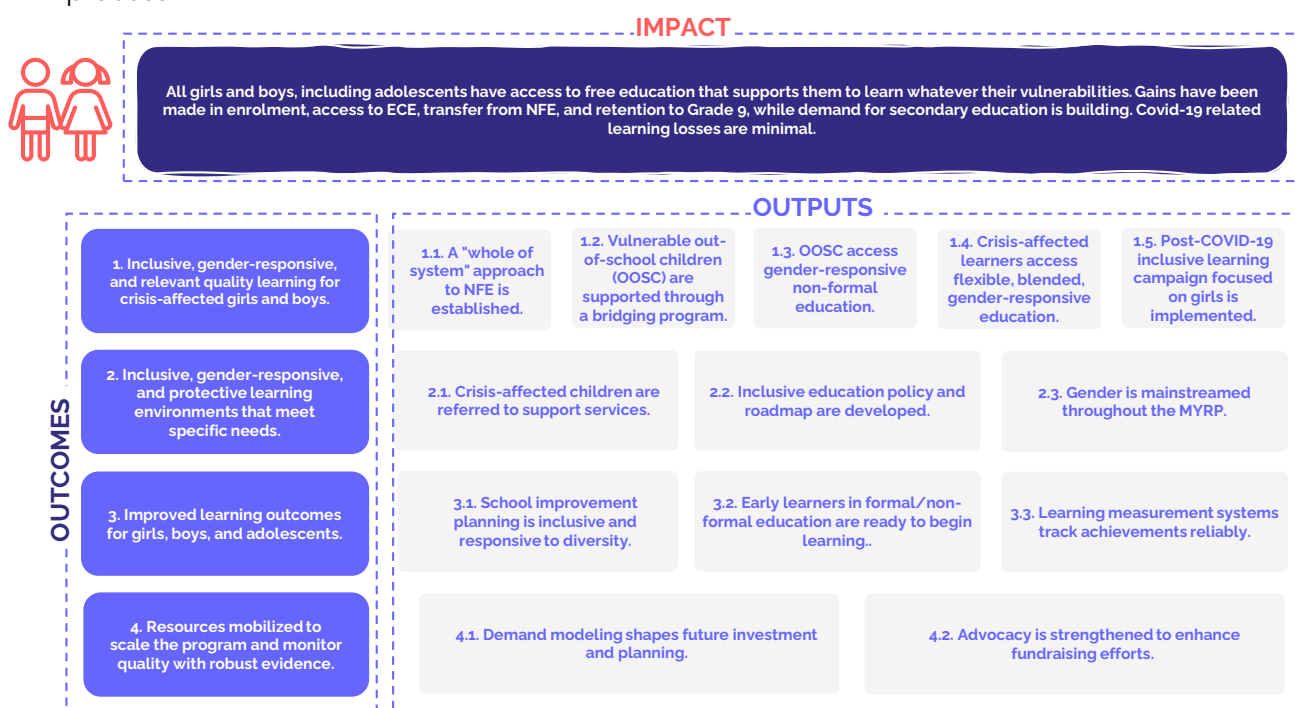 IMPACT
All girls and boys, including adolescents have access to free education that supports them to learn whatever their vulnerabilities. Gains have been
made in enrolment, access to ECE, transfer from NFE, and retention to Grade 9, while demand for secondary education is building. Covid-19 related
learning losses are minimal.
OUTPUTS
OUTCOMES
1. Inclusive, gender-responsive,
and relevant quality learning for
crisis-affected girls and boys.
1.1. A "whole of
system" approach
to NFE is
established.
1.2. Vulnerable out-
of-school children
(OOSC) are
supported through
a bridging program.
1.3. OOSC access
gender-responsive
non-formal
education.
1.4. Crisis-affected
learners access
flexible, blended,
gender-responsive
education.
1.5. Post-COVID-19
inclusive learning
campaign focused
on girls is
implemented.
2. Inclusive, gender-responsive,
and protective learning
environments that meet
specific needs.
2.1. Crisis-affected children are
referred to support services.
2.2. Inclusive education policy and
roadmap are developed.
2.3. Gender is mainstreamed
throughout the MYRP.
3. Improved learning outcomes
for girls, boys, and adolescents.
3.1. School improvement
planning is inclusive and
responsive to diversity.
3.2. Early learners in formal/non-
formal education are ready to begin
learning..
3.3. Learning measurement systems
track achievements reliably.
4. Resources mobilized to
scale the program and monitor
quality with robust evidence.
4.1. Demand modeling shapes future investment
and planning.
4.2. Advocacy is strengthened to enhance
fundraising efforts.